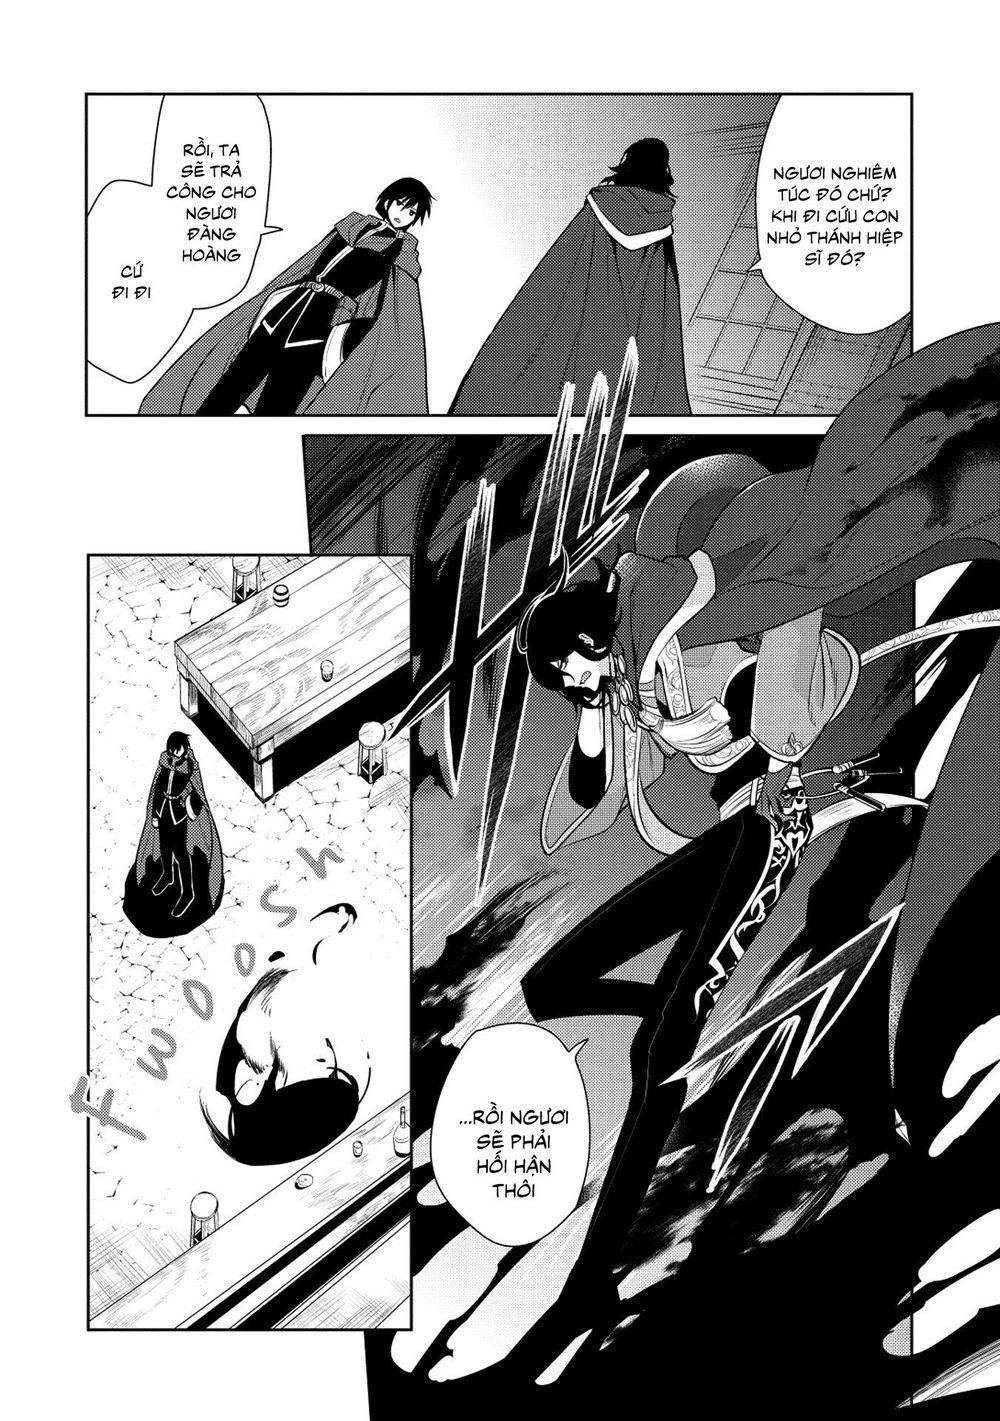 NGƯƠI NGHIÊM
TÚC ĐÓ CHỨ?
KHI ĐI CỨU CON
NHỎ THÁNH HIỆP
SĨ ĐÓ?
RỒI, TA
SẼ TRẢ
CÔNG CHO
NGƯƠI
ĐÀNG
HOÀNG
CỨ
ĐI ĐI
...RỒI NGƯƠI
SẼ PHẢI
HỐI HẬN
THÔI
fwoosh